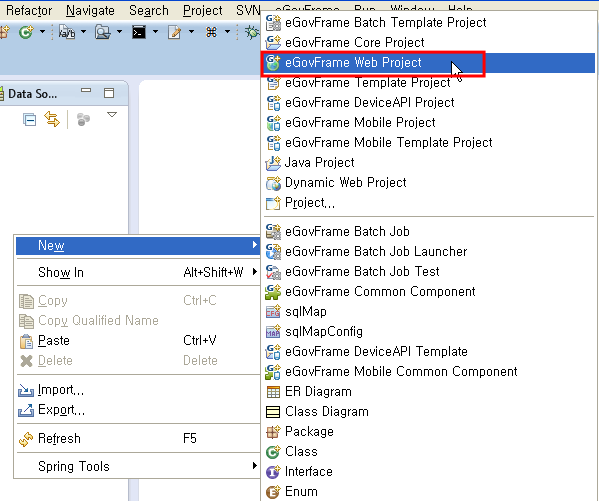 Refactor Navigate Search Project SVN eGovFrame Run Window Help
Data So...
eGovFrame Batch Template Project
eGovFrame Core Project
eGovFrame Web Project
eGovFrame Template Project
eGovFrame DeviceAPI Project
eGovFrame Mobile Project
eGovFrame Mobile Template Project
Java Project
Dynamic Web Project
Project...
eGovFrame Batch Job
eGovFrame Batch Job Launcher
eGovFrame Batch Job Test
eGovFrame Common Component
sqlMap
sqlMapConfig
eGovFrame DeviceAPI Template
eGovFrame Mobile Common Component
ER Diagram
Class Diagram
Package
Class
Interface
Enum
New
Show In Alt+Shift+W
Copy Ctrl+C
Copy Qualified Name
Paste Ctrl+V
Delete Delete
Import...
Export...
Refresh F5
Spring Tools